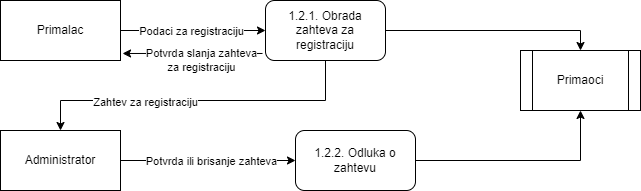 Primalac
Podaci za registraciju
1.2.1. Obrada
zahteva za
registraciju
Potvrda slanja zahteva
za registraciju
Primaoci
Zahtev za registraciju
Administrator
Potvrda ili brisanje zahteva
1.2.2. Odluka o
zahtevu